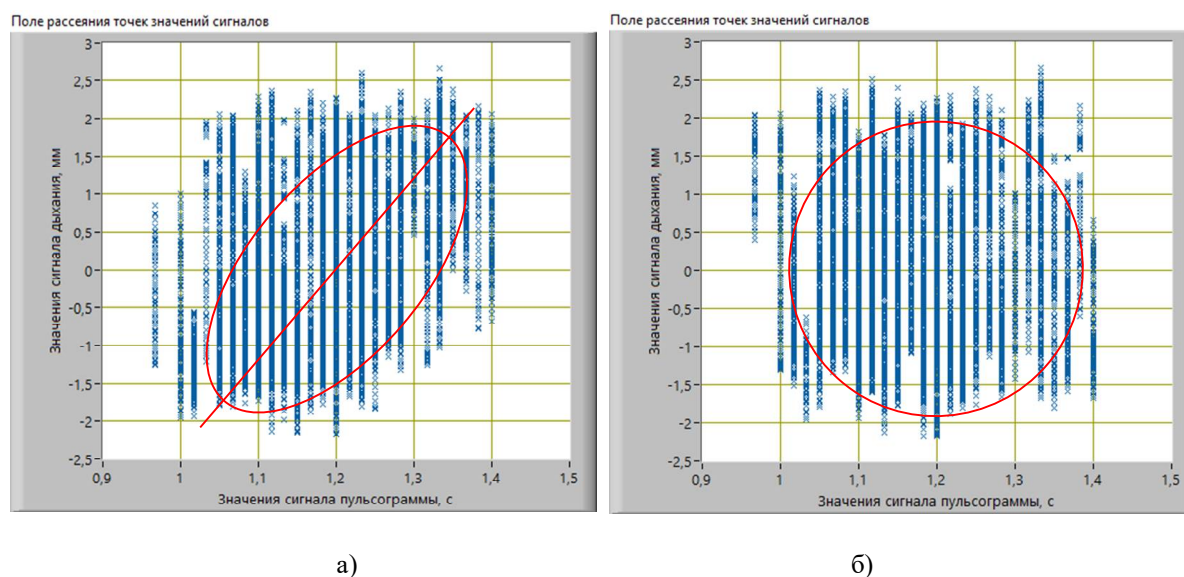 Поле рассеяния точек значений сигналов
Значения сигнала дыхания, мм
3
2,5
2
1,5
1
0,5
0
-0,5
-1
-1,5
-2
-2,5
0,9 1 1,1 1,2 1,3 1,4 1,5
Значения сигнала пульсограммы, с
а)
Поле рассеяния точек значений сигналов
Значения сигнала дыхания, мм
3
2,5
2
1,5
1
0,5
0
-0,5
-1
-1,5
-2
-2,5
0,9 1 1,1 1,2 1,3 1,4 1,5
Значения сигнала пульсограммы, с
б)